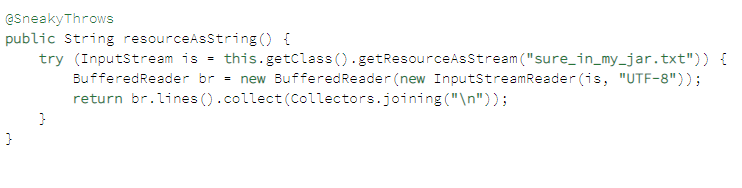 @SneakyThrows
public String resourceAsString() {
    try (InputStream is = this.getClass().getResourceAsStream("sure_in_my_jar.txt")) {
        BufferedReader br = new BufferedReader(new InputStreamReader(is, "UTF-8"));
        return br.lines().collect(Collectors.joining("\n"));
    }
}